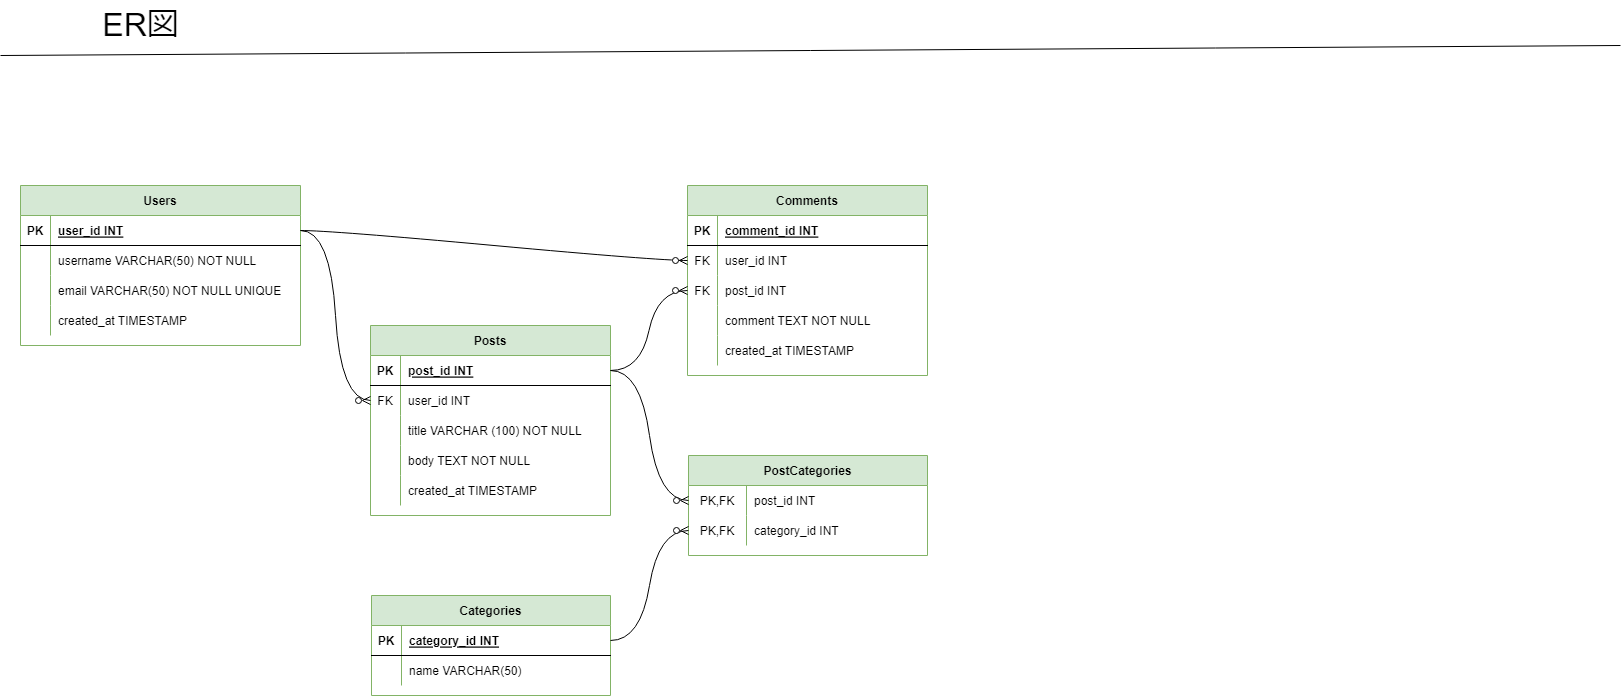 ER図
Users
PK user_id INT
username VARCHAR(50) NOT NULL
email VARCHAR(50) NOT NULL UNIQUE
created_at TIMESTAMP
Posts
PK post_id INT
FK user_id INT
title VARCHAR (100) NOT NULL
body TEXT NOT NULL
created_at TIMESTAMP
Comments
PK comment_id INT
FK user_id INT
FK post_id INT
comment TEXT NOT NULL
created_at TIMESTAMP
PostCategories
PK,FK post_id INT
PK,FK category_id INT
Categories
PK category_id INT
name VARCHAR(50)